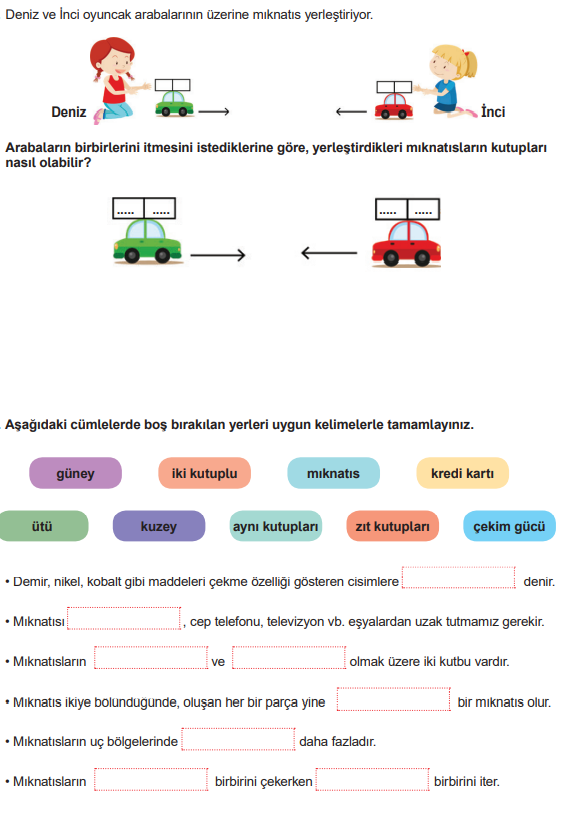 Deniz ve İnci oyuncak arabalarının üzerine mıknatıs yerleştiriyor.
Deniz
İnci
Arabaların birbirlerini itmesini istediklerine göre, yerleştirdikleri mıknatısların kutupları
nasıl olabilir?
..... .....
..... .....
. Aşağıdaki cümlelerde boş bırakılan yerleri uygun kelimelerle tamamlayınız.
güney iki kutuplu mıknatıs kredi kartı
ütü kuzey aynı kutupları zıt kutupları çekim gücü
• Demir, nikel, kobalt gibi maddeleri çekme özelliği gösteren cisimlere denir.
• Mıknatısı , cep telefonu, televizyon vb. eşyalardan uzak tutmamız gerekir.
• Mıknatısların ve olmak üzere iki kutbu vardır.
• Mıknatıs ikiye bölündüğünde, oluşan her bir parça yine bir mıknatıs olur.
• Mıknatısların uç bölgelerinde daha fazladır.
• Mıknatısların birbirini çekerken birbirini iter.